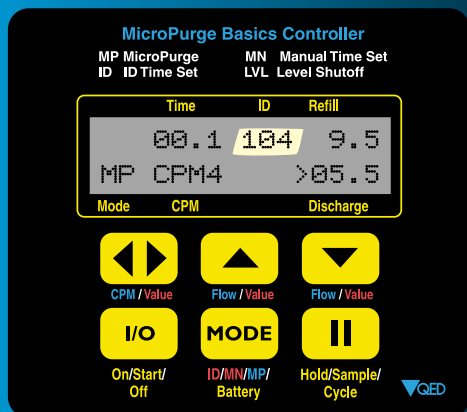 MicroPurge Basics Controller
MP MicroPurge MN Manual Time Set
ID ID Time Set LVL Level Shutoff
Time ID Refill
00.1 104 9.5
MP CPM4 >05.5
Mode CPM Discharge
CPM / Value Flow / Value Flow / Value
I/O MODE
On/Start/ ID/MN/MP/ Hold/Sample/
Off Battery Cycle
QED